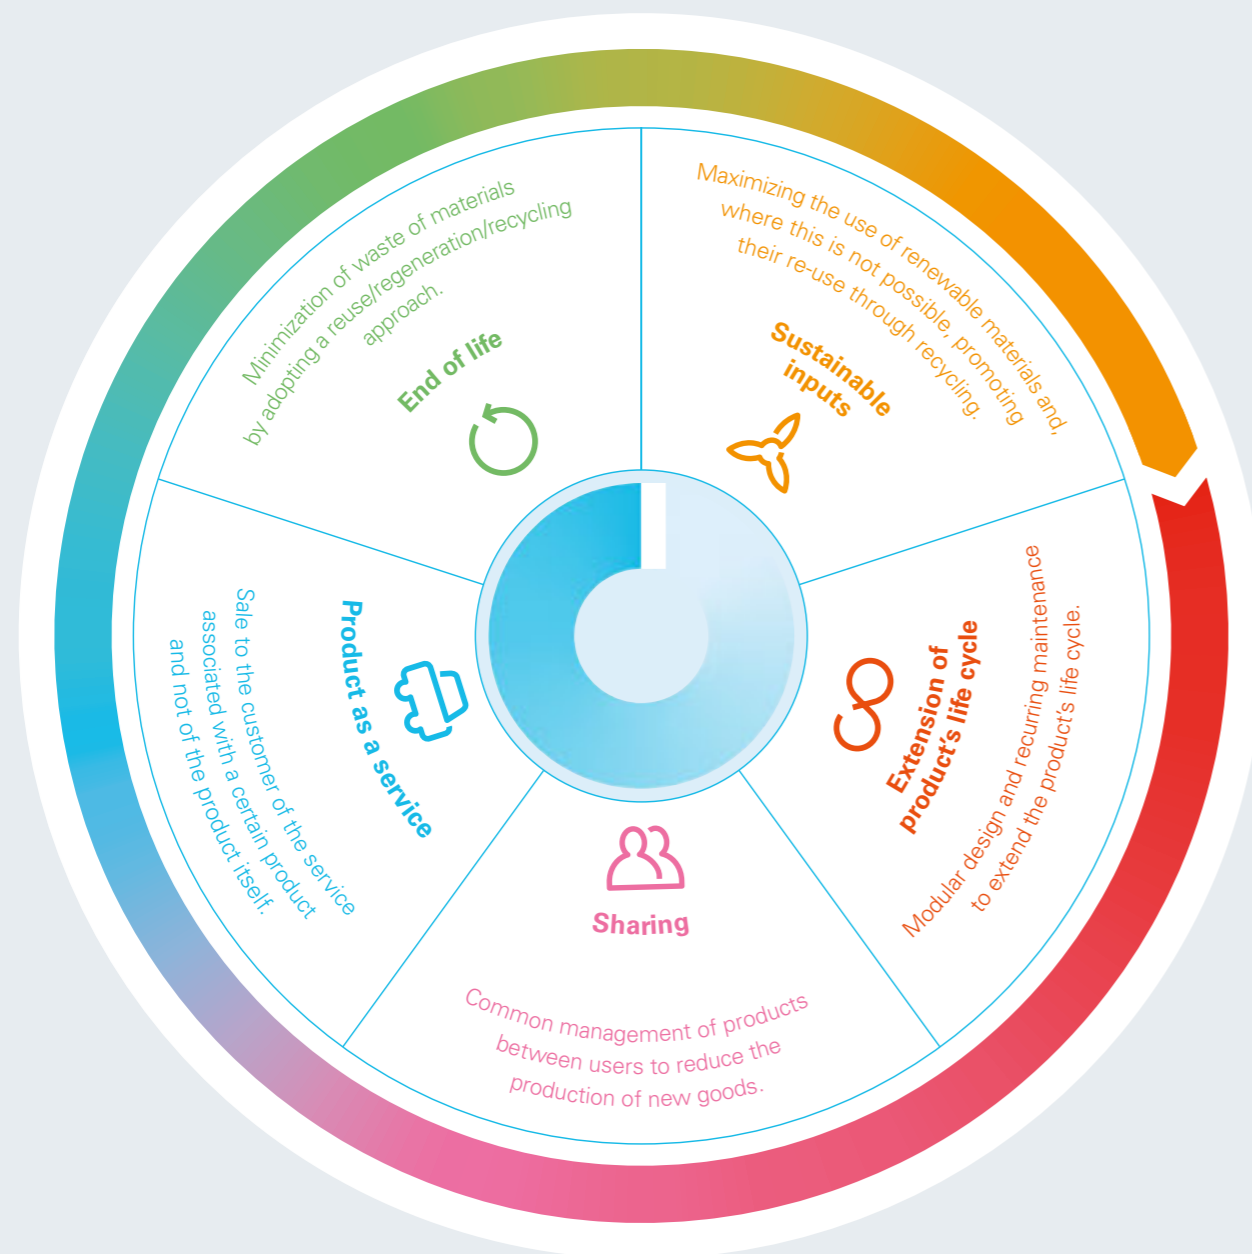 Maximizing the use of renewable materials and,
where this is not possible, promoting
their re-use through recycling.
Sustainable
inputs
Extension of
product's life cycle
Modular design and recurring maintenance
to extend the product's life cycle.
Sharing
Common management of products
between users to reduce the
production of new goods.
Product as a service
Sale to the customer of the service
associated with a certain product
and not of the product itself.
Minimization of waste of materials
by adopting a reuse/regeneration/recycling
approach.
End of life